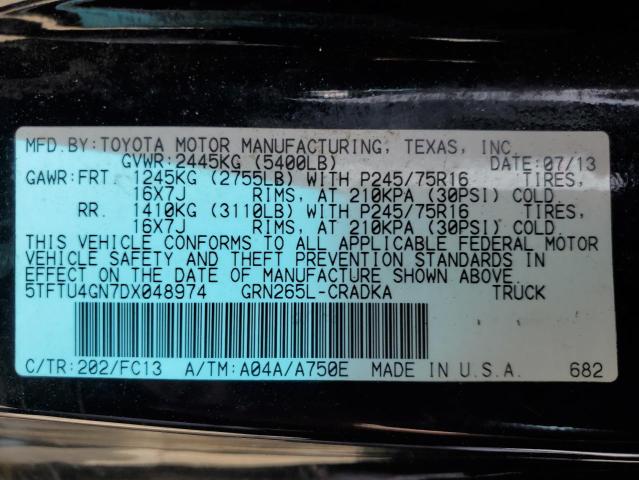 MFD.BY:TOYOTA MOTOR MANUFACTURING, TEXAS, INC.
GVWR:2445KG (5400LB) DATE:07/13
GAWR:FRT. 1245KG (2755LB) WITH P245/75R16 TIRES,
16X7J RIMS, AT 210KPA (30PSI) COLD.
RR. 1410KG (3110LB) WITH P245/75R16 TIRES,
16X7J RIMS, AT 210KPA (30PSI) COLD.
THIS VEHICLE CONFORMS TO ALL APPLICABLE FEDERAL MOTOR
VEHICLE SAFETY AND THEFT PREVENTION STANDARDS IN
EFFECT ON THE DATE OF MANUFACTURE SHOWN ABOVE.
5TFTU4GN7DX048974 GRN265L-CRADKA TRUCK
C/TR:202/FC13 A/TM:A04A/A750E MADE IN U.S.A. 682